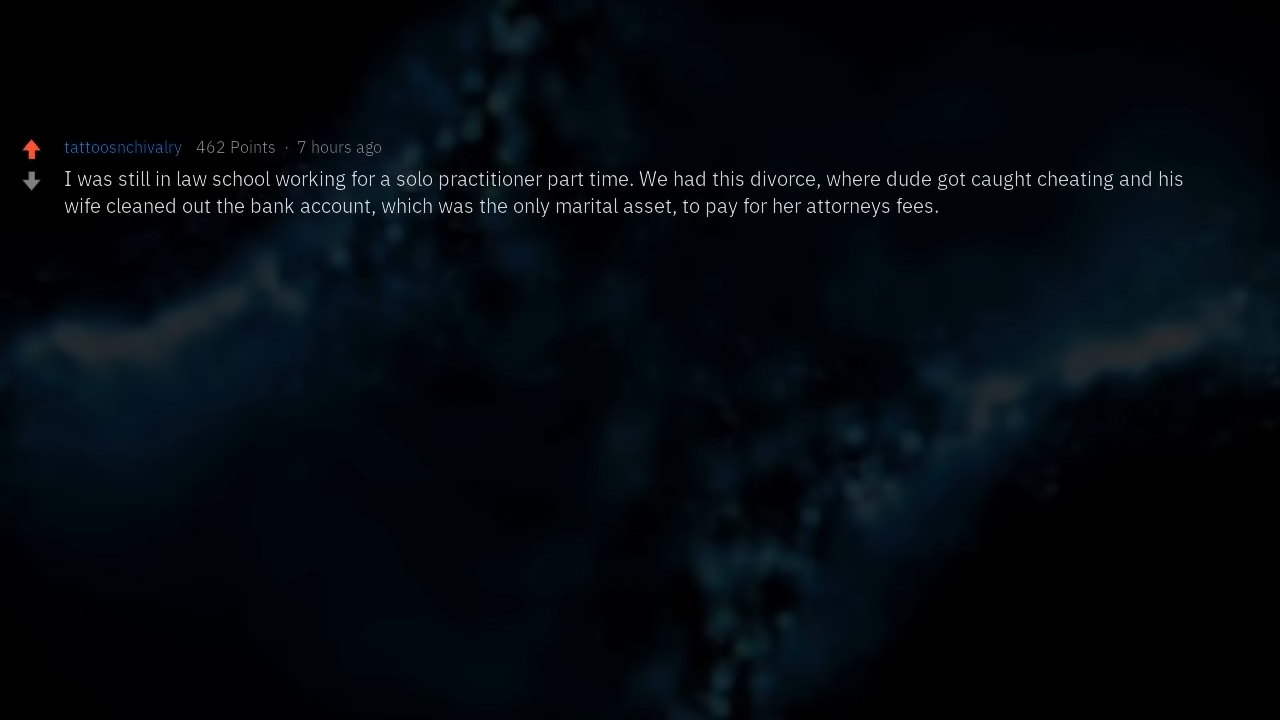 tattoosnchivalry 462 Points · 7 hours ago
I was still in law school working for a solo practitioner part time. We had this divorce, where dude got caught cheating and his
wife cleaned out the bank account, which was the only marital asset, to pay for her attorneys fees.